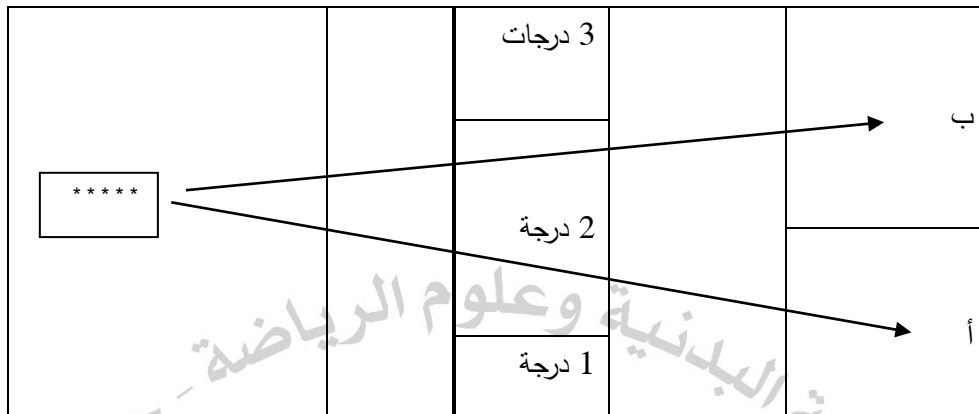 3 درجات
ب
* * * * *
2 درجة
أ
1 درجة
ة البدنية وعلوم الرياضة -